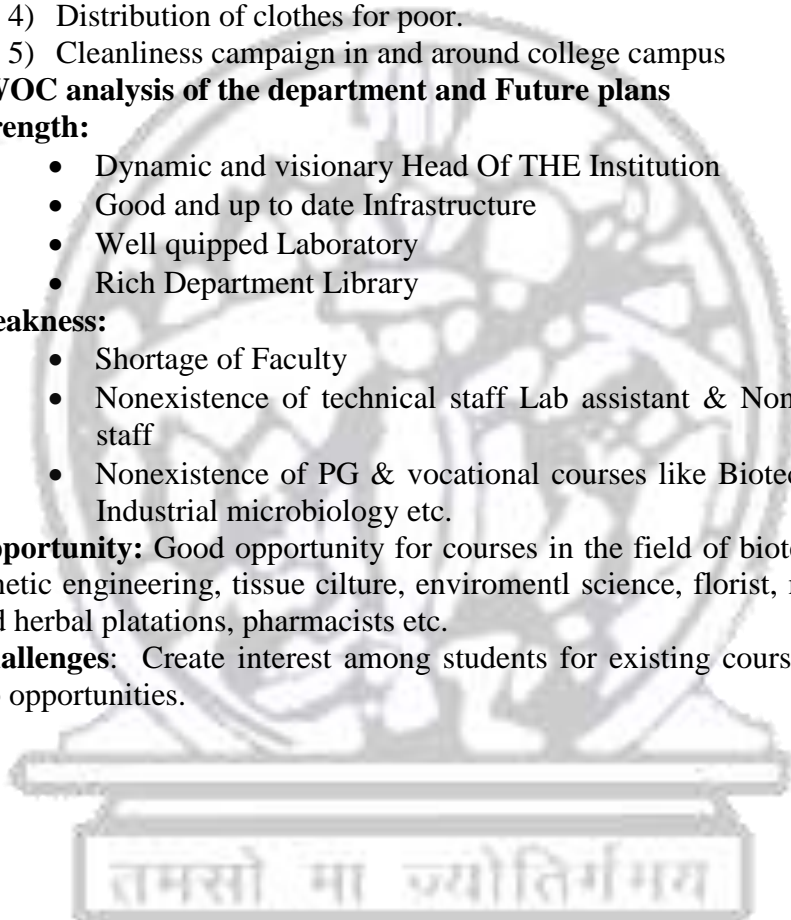 4) Distribution of clothes for poor.
5) Cleanliness campaign in and around college campus
VOC analysis of the department and Future plans
rength:
• Dynamic and visionary Head Of THE Institution
• Good and up to date Infrastructure
• Well quipped Laboratory
• Rich Department Library
eakness:
• Shortage of Faculty
• Nonexistence of technical staff Lab assistant & Non
staff
• Nonexistence of PG & vocational courses like Biotec
Industrial microbiology etc.
pportunity: Good opportunity for courses in the field of biote
netic engineering, tissue cilture, enviromentl science, florist, 
d herbal platations, pharmacists etc.
allenges: Create interest among students for existing cours
opportunities.
तमसो मा ज्योतिर्गमय